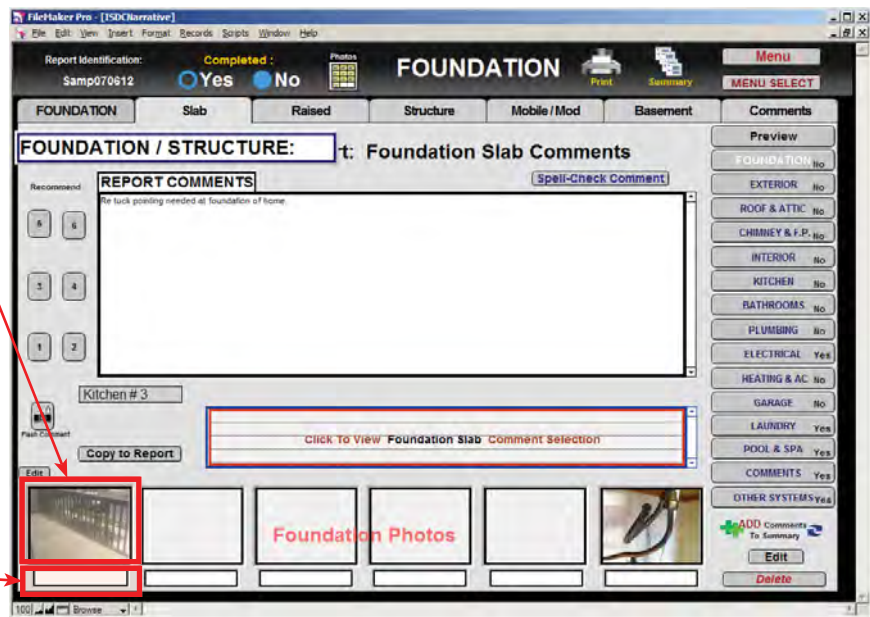 FileMaker Pro - [ISDCNarrative]
File Edit View Insert Format Records Scripts Window Help
Report Identification:
Samp070612
Completed :
Yes No
Photos
FOUNDATION
Print
Summary
Menu
MENU SELECT
FOUNDATION Slab Raised Structure Mobile / Mod Basement Comments
FOUNDATION / STRUCTURE: rt: Foundation Slab Comments
Preview
FOUNDATION No
EXTERIOR No
ROOF & ATTIC No
CHIMNEY & F.P. No
INTERIOR No
KITCHEN No
BATHROOMS No
PLUMBING No
ELECTRICAL Yes
HEATING & AC No
GARAGE No
LAUNDRY Yes
POOL & SPA Yes
COMMENTS Yes
OTHER SYSTEMS Yes
ADD Comments
To Summary
Edit
Delete
Recommend
REPORT COMMENTS
Spell-Check Comment
Re tuck pointing needed at foundation of home.
5 6
3 4
1 2
Kitchen # 3
Flash Comment
Copy to Report
Click To View Foundation Slab Comment Selection
Edit
Foundation Photos
100 Browse